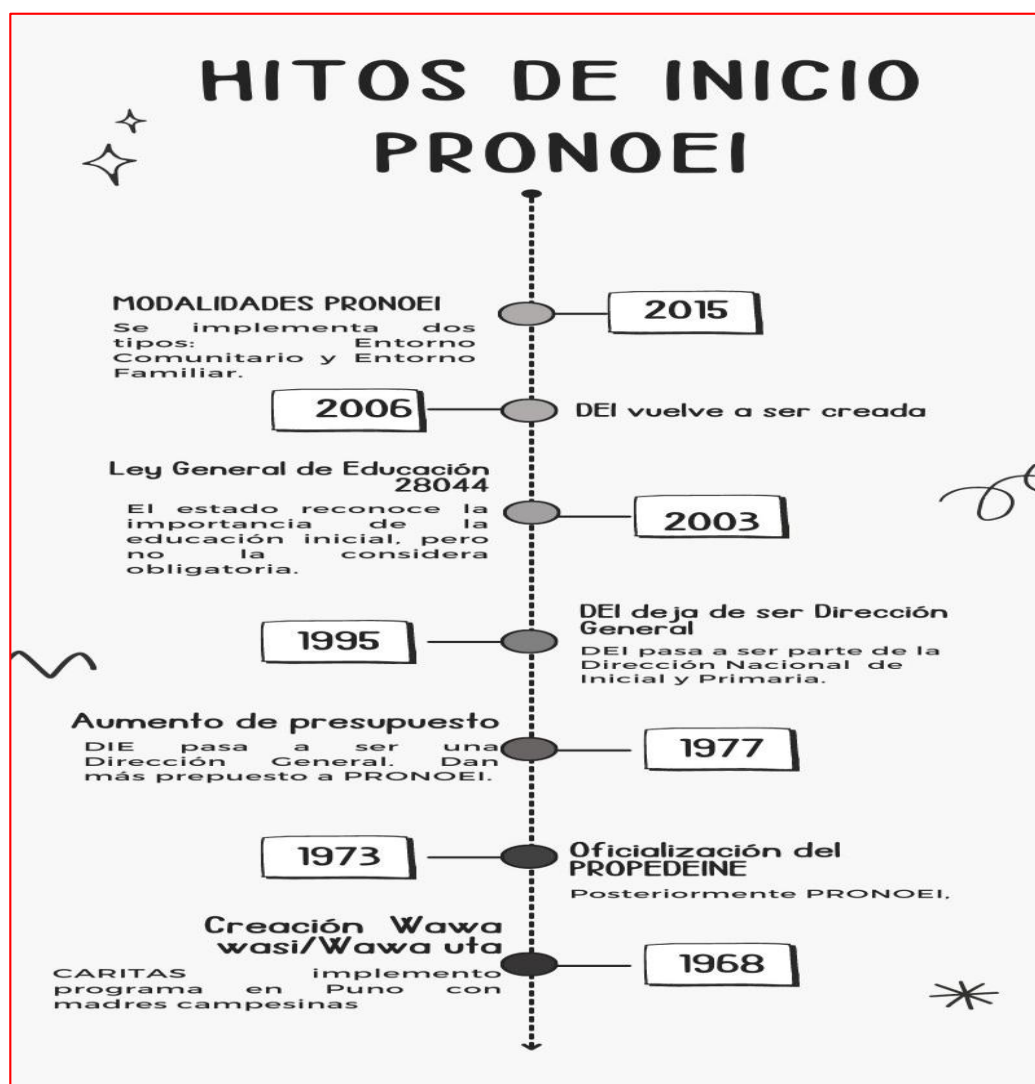 HITOS DE INICIO
PRONOEI
MODALIDADES PRONOEI
Se implementa dos
tipos: Entorno
Comunitario y Entorno
Familiar.
2015
2006
DEI vuelve a ser creada
Ley General de Educación
28044
El estado reconoce la
importancia de la
educación inicial, pero
no la considera
obligatoria.
2003
1995
DEI deja de ser Dirección
General
DEI pasa a ser parte de la
Dirección Nacional de
Inicial y Primaria.
Aumento de presupuesto
DIE pasa a ser una
Dirección General. Dan
más prepuesto a PRONOEI.
1977
1973
Oficialización del
PROPEDEINE
Posteriormente PRONOEI,
Creación Wawa
wasi/Wawa uta
CARITAS implemento
programa en Puno con
madres campesinas
1968